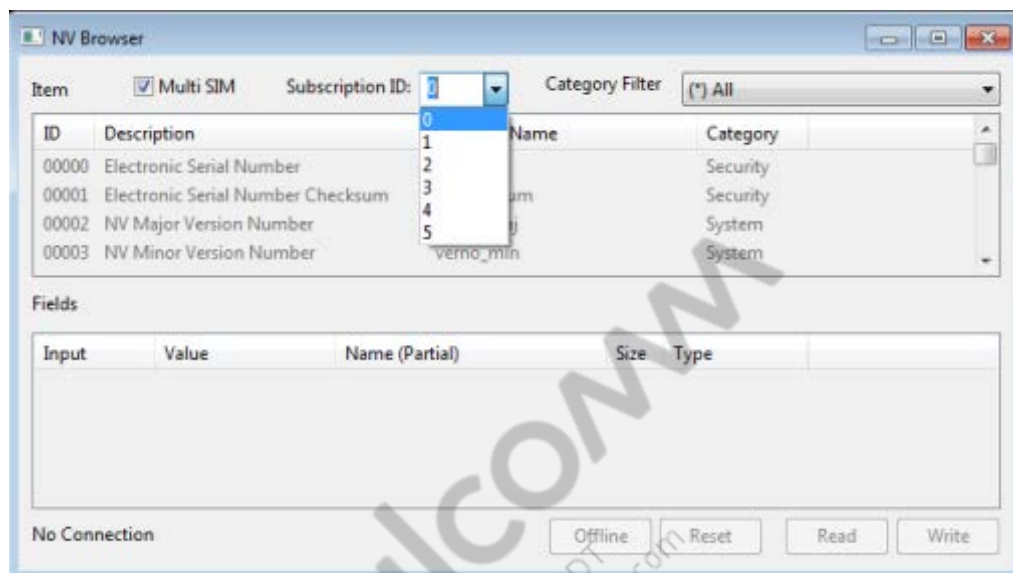 NV Browser
Item Multi SIM Subscription ID: 0 Category Filter (*) All
0
1
2
3
4
5
ID Description Name Category
00000 Electronic Serial Number Security
00001 Electronic Serial Number Checksum Security
00002 NV Major Version Number System
00003 NV Minor Version Number verno_min System
Fields
Input Value Name (Partial) Size Type
No Connection Offline Reset Read Write